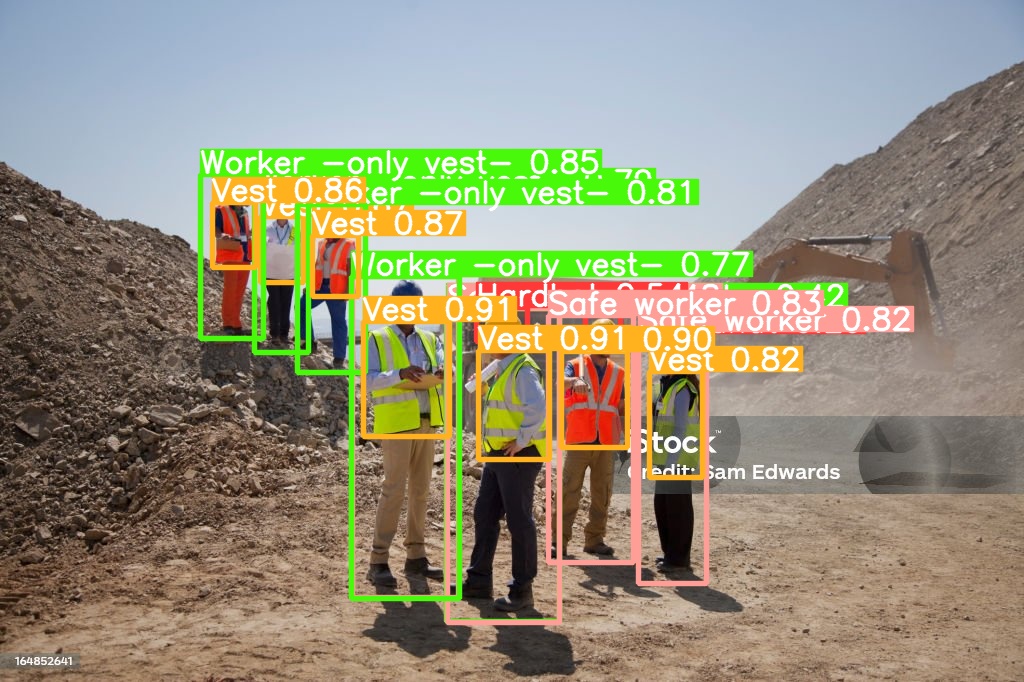 Worker -only vest- 0.85
Vest 0.86
-only vest- 0.81
Vest 0.87
Worker -only vest- 0.77
Vest 0.91
Safe worker 0.83
Safe worker 0.82
Vest 0.91
0.90
Vest 0.82
iStock™
Credit: Sam Edwards
164852641